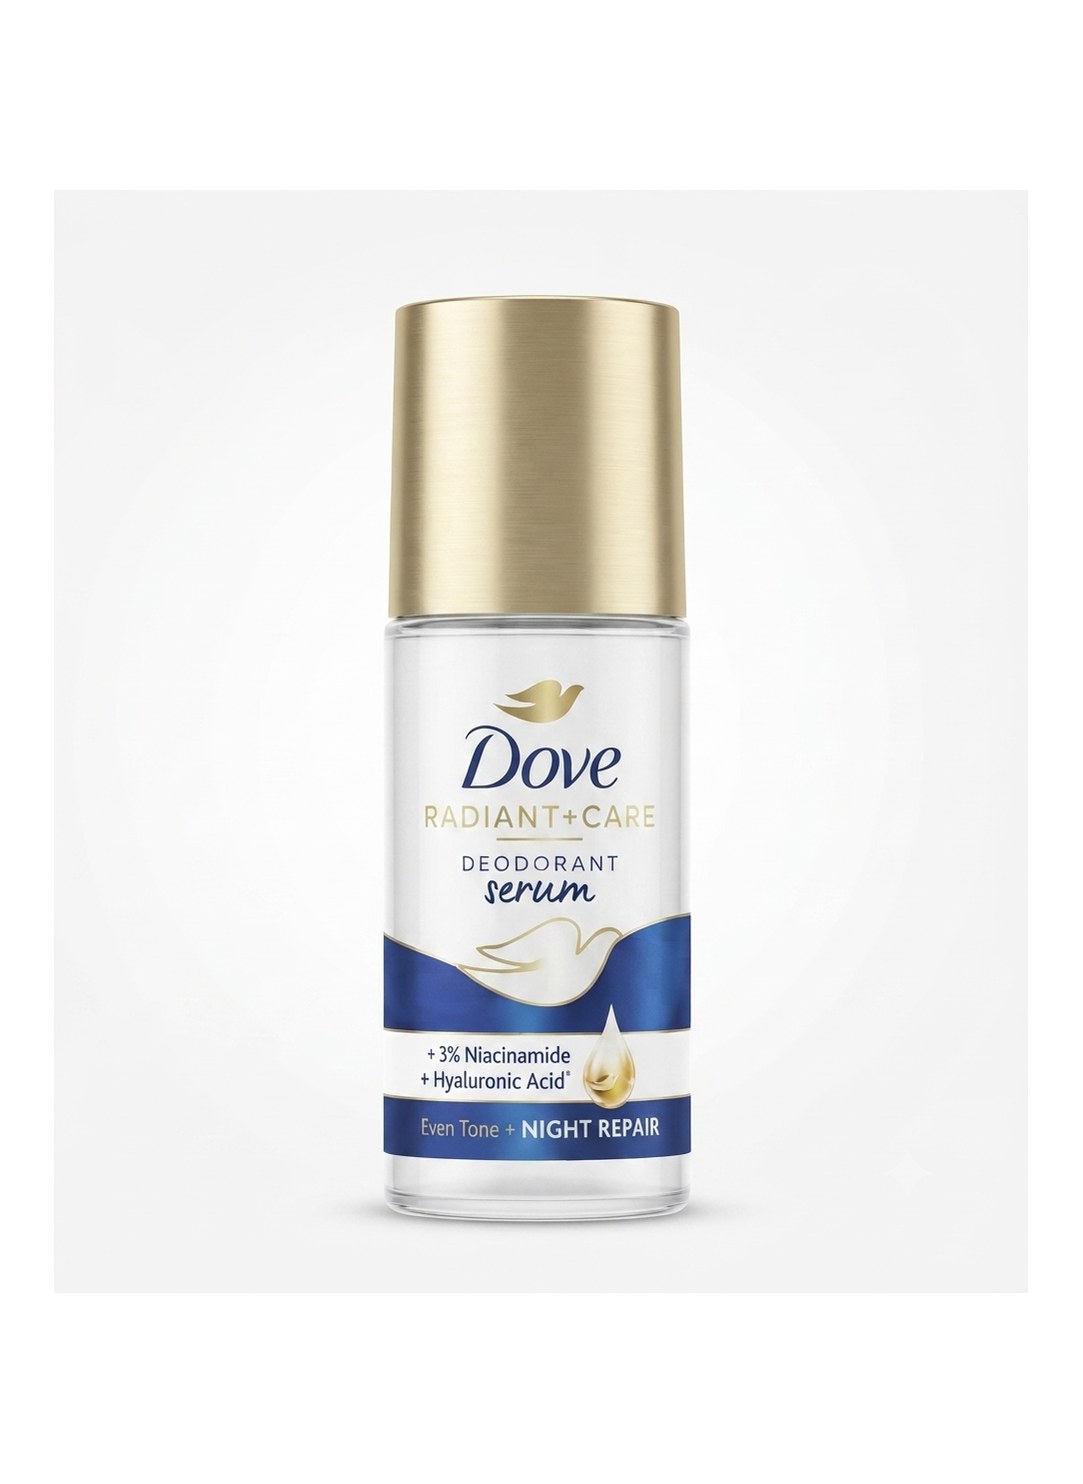 Dove
RADIANT+CARE
DEODORANT
serum
+ 3% Niacinamide
+ Hyaluronic Acid*
Even Tone + NIGHT REPAIR